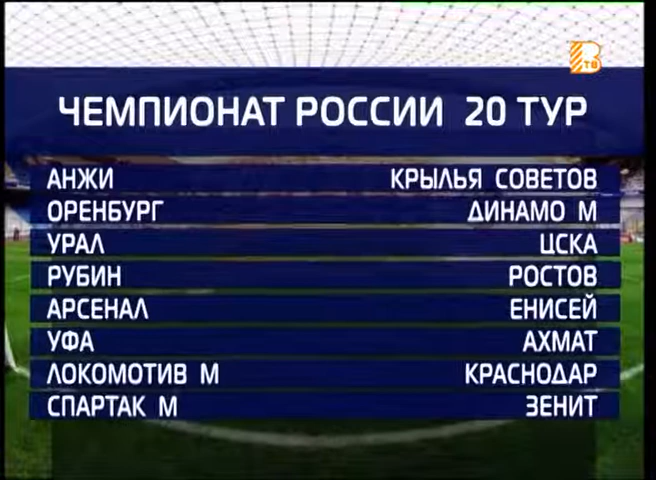 В
ТВ
ЧЕМПИОНАТ РОССИИ 20 ТУР
АНЖИ КРЫЛЬЯ СОВЕТОВ
ОРЕНБУРГ ДИНАМО М
УРАЛ ЦСКА
РУБИН РОСТОВ
АРСЕНАЛ ЕНИСЕЙ
УФА АХМАТ
ЛОКОМОТИВ М КРАСНОДАР
СПАРТАК М ЗЕНИТ